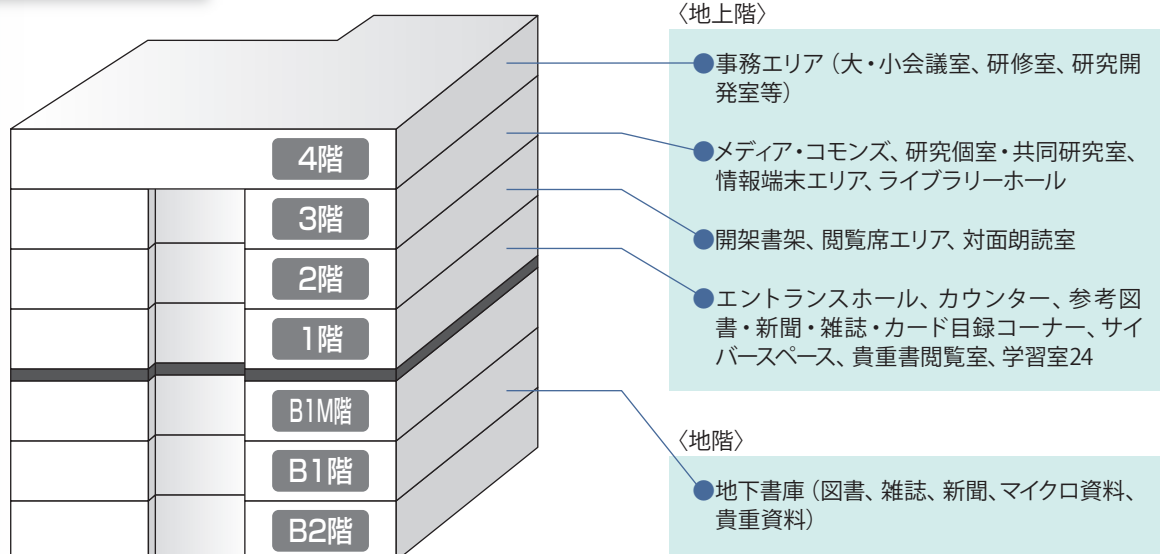 〈地上階〉
●事務エリア（大・小会議室、研修室、研究開
発室等）
●メディア・コモンズ、研究個室・共同研究室、
情報端末エリア、ライブラリーホール
●開架書架、閲覧席エリア、対面朗読室
●エントランスホール、カウンター、参考図
書・新聞・雑誌・カード目録コーナー、サイ
バースペース、貴重書閲覧室、学習室24
〈地階〉
●地下書庫（図書、雑誌、新聞、マイクロ資料、
貴重資料）
4階
3階
2階
1階
B1M階
B1階
B2階